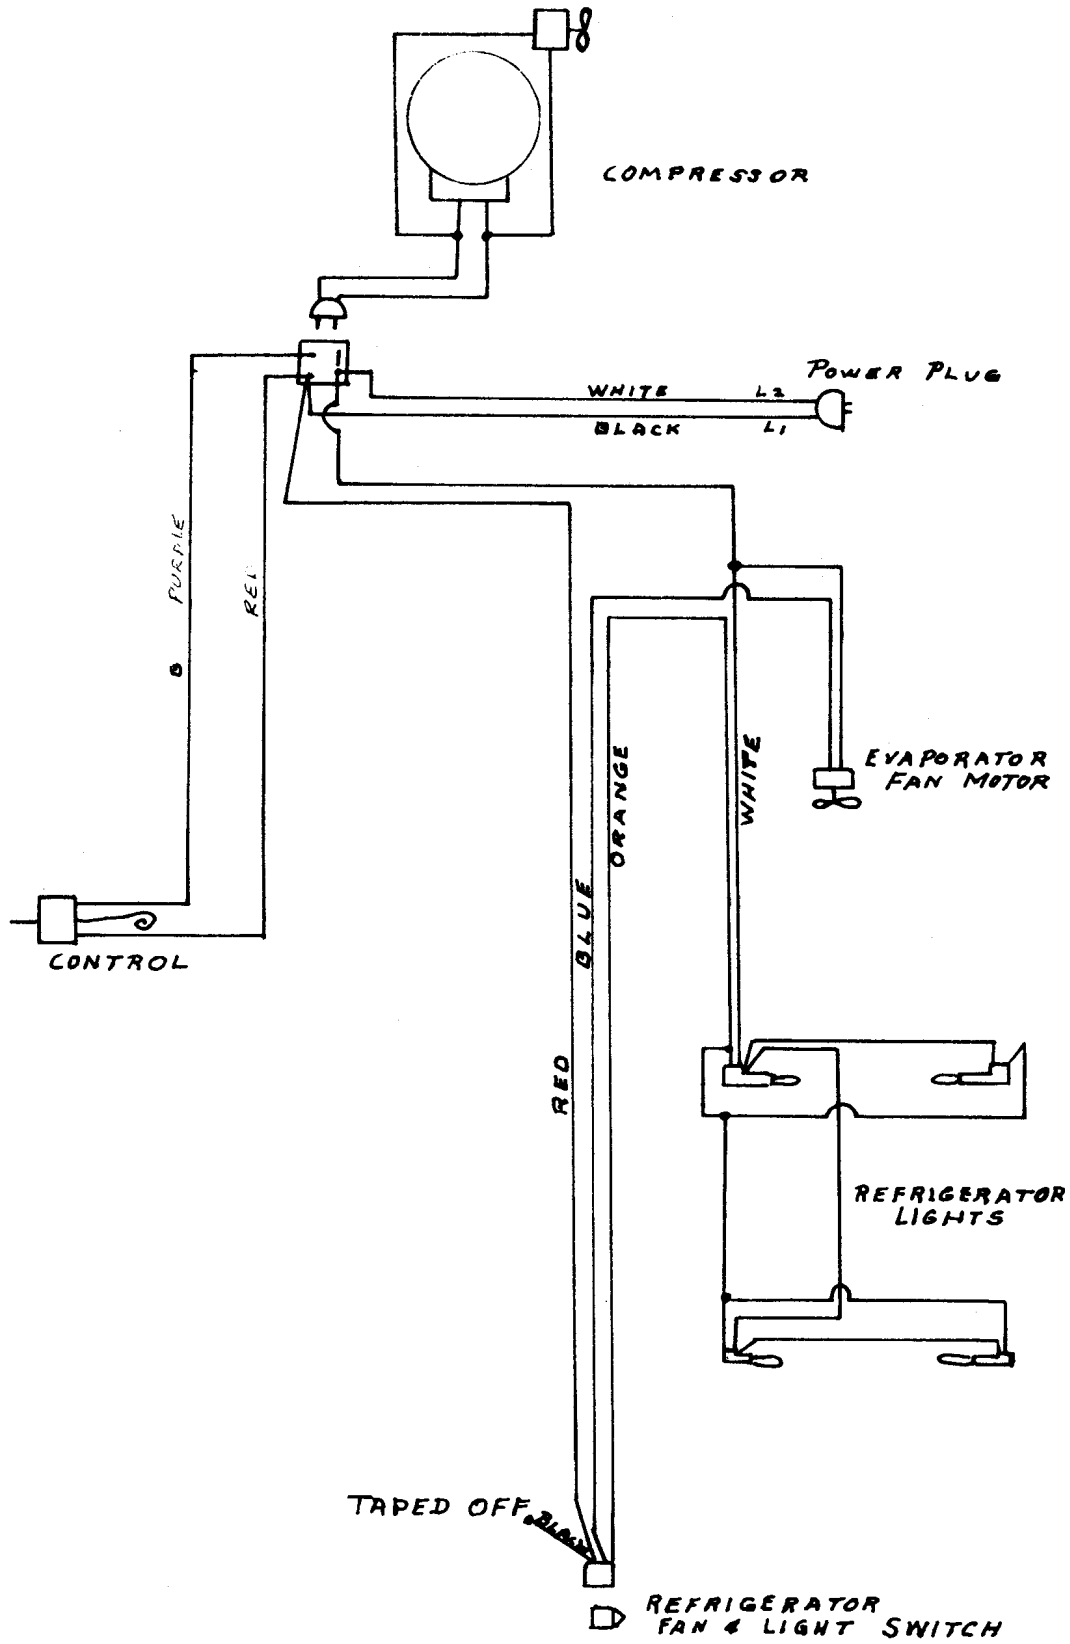 COMPRESSOR
POWER PLUG
WHITE L2
BLACK L1
PURPLE
B
RED
EVAPORATOR
FAN MOTOR
WHITE
ORANGE
BLUE
CONTROL
RED
REFRIGERATOR
LIGHTS
TAPED OFF
BLACK
REFRIGERATOR
FAN & LIGHT SWITCH